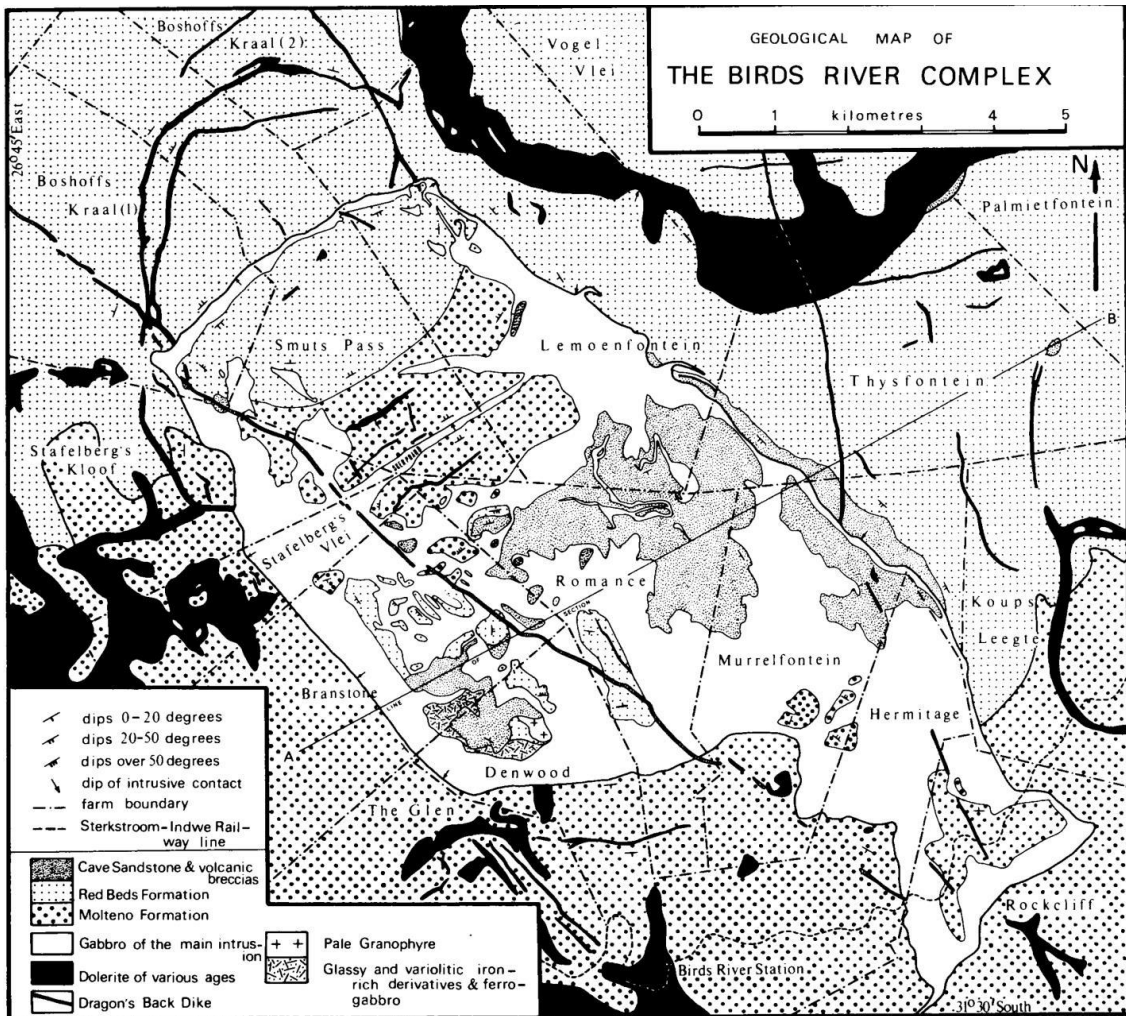 GEOLOGICAL MAP OF
THE BIRDS RIVER COMPLEX
0 1 kilometres 4 5
N
26° 45' East
Boshoffs
Kraal (2)
Vogel
Vlei
Boshoffs
Kraal (1)
Palmietfontein
Smuts Pass
Lemoenfontein
B
Thysfontein
Stafelberg's
Kloof
SHEEPRAND
Stafelberg's
Vlei
Romance
LINE OF SECTION
Koups
Leegte
Murrelfontein
Branstone
Hermitage
A
Denwood
The Glen
Rockcliff
Birds River Station
31° 30' South
dips 0-20 degrees
dips 20-50 degrees
dips over 50 degrees
dip of intrusive contact
farm boundary
Sterkstroom-Indwe Rail-
way line
Cave Sandstone & volcanic
breccias
Red Beds Formation
Molteno Formation
Gabbro of the main intrus-
ion
Dolerite of various ages
Dragon's Back Dike
Pale Granophyre
Glassy and variolitic iron-
rich derivatives & ferro-
gabbro